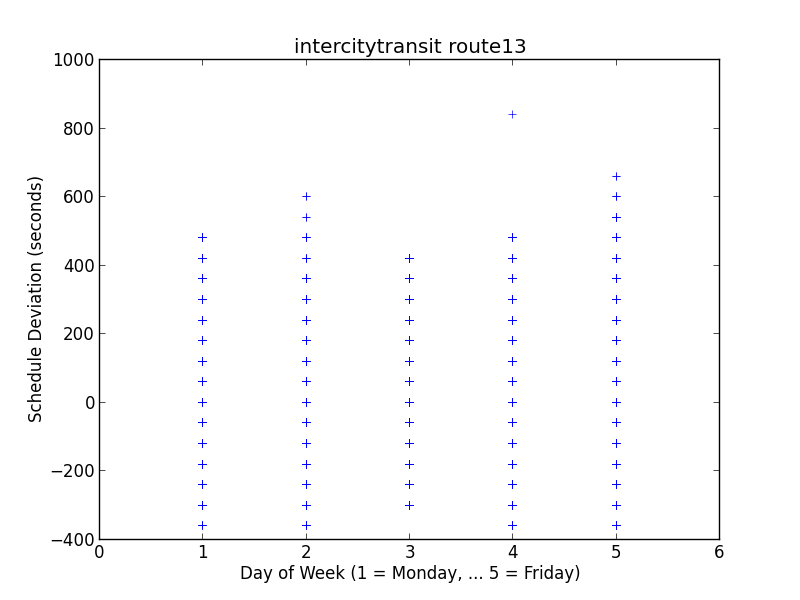 intercitytransit route13
1000
800
600
400
200
0
−200
−400
Schedule Deviation (seconds)
0 1 2 3 4 5 6
Day of Week (1 = Monday, ... 5 = Friday)